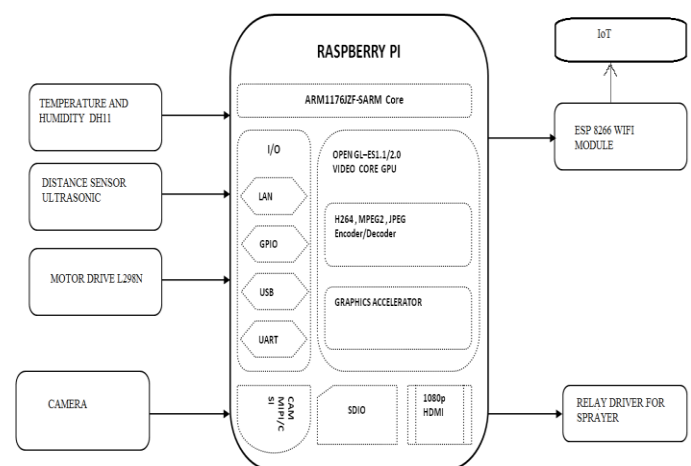 RASPBERRY PI
ARM1176JZF-SARM Core
TEMPERATURE AND
HUMIDITY DH11
DISTANCE SENSOR
ULTRASONIC
MOTOR DRIVE L298N
CAMERA
I/O
LAN
GPIO
USB
UART
OPEN GL–ES1.1/2.0
VIDEO CORE GPU
H264 , MPEG2 , JPEG
Encoder/Decoder
GRAPHICS ACCELERATOR
CAM
MIPI/C
SI
SDIO
1080p
HDMI
IoT
ESP 8266 WIFI
MODULE
RELAY DRIVER FOR
SPRAYER